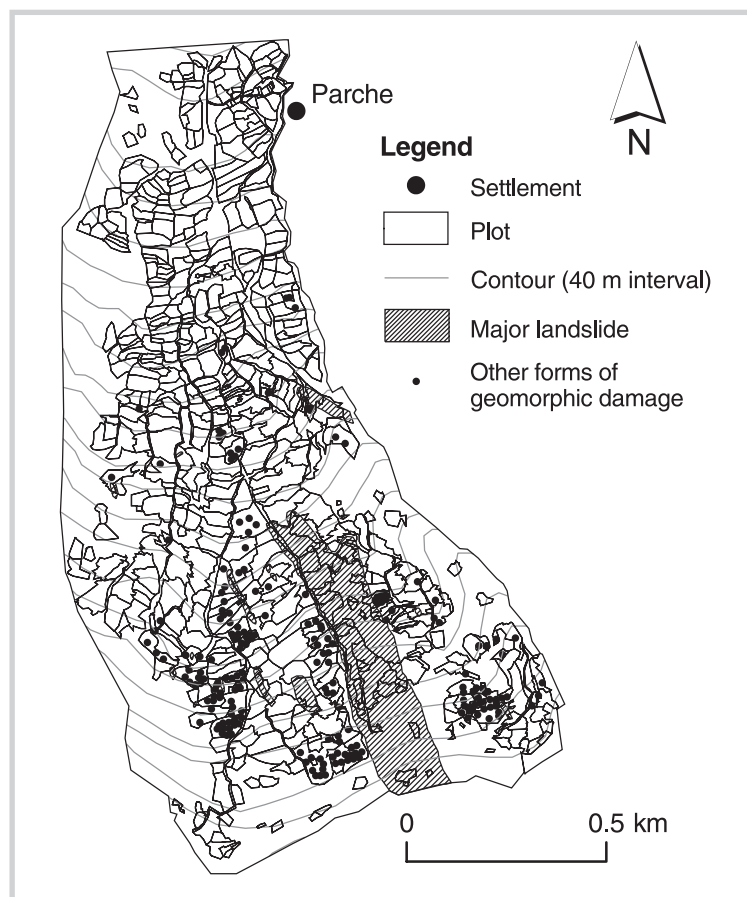 Parche
N
Legend
Settlement
Plot
Contour (40 m interval)
Major landslide
Other forms of
geomorphic damage
0 0.5 km